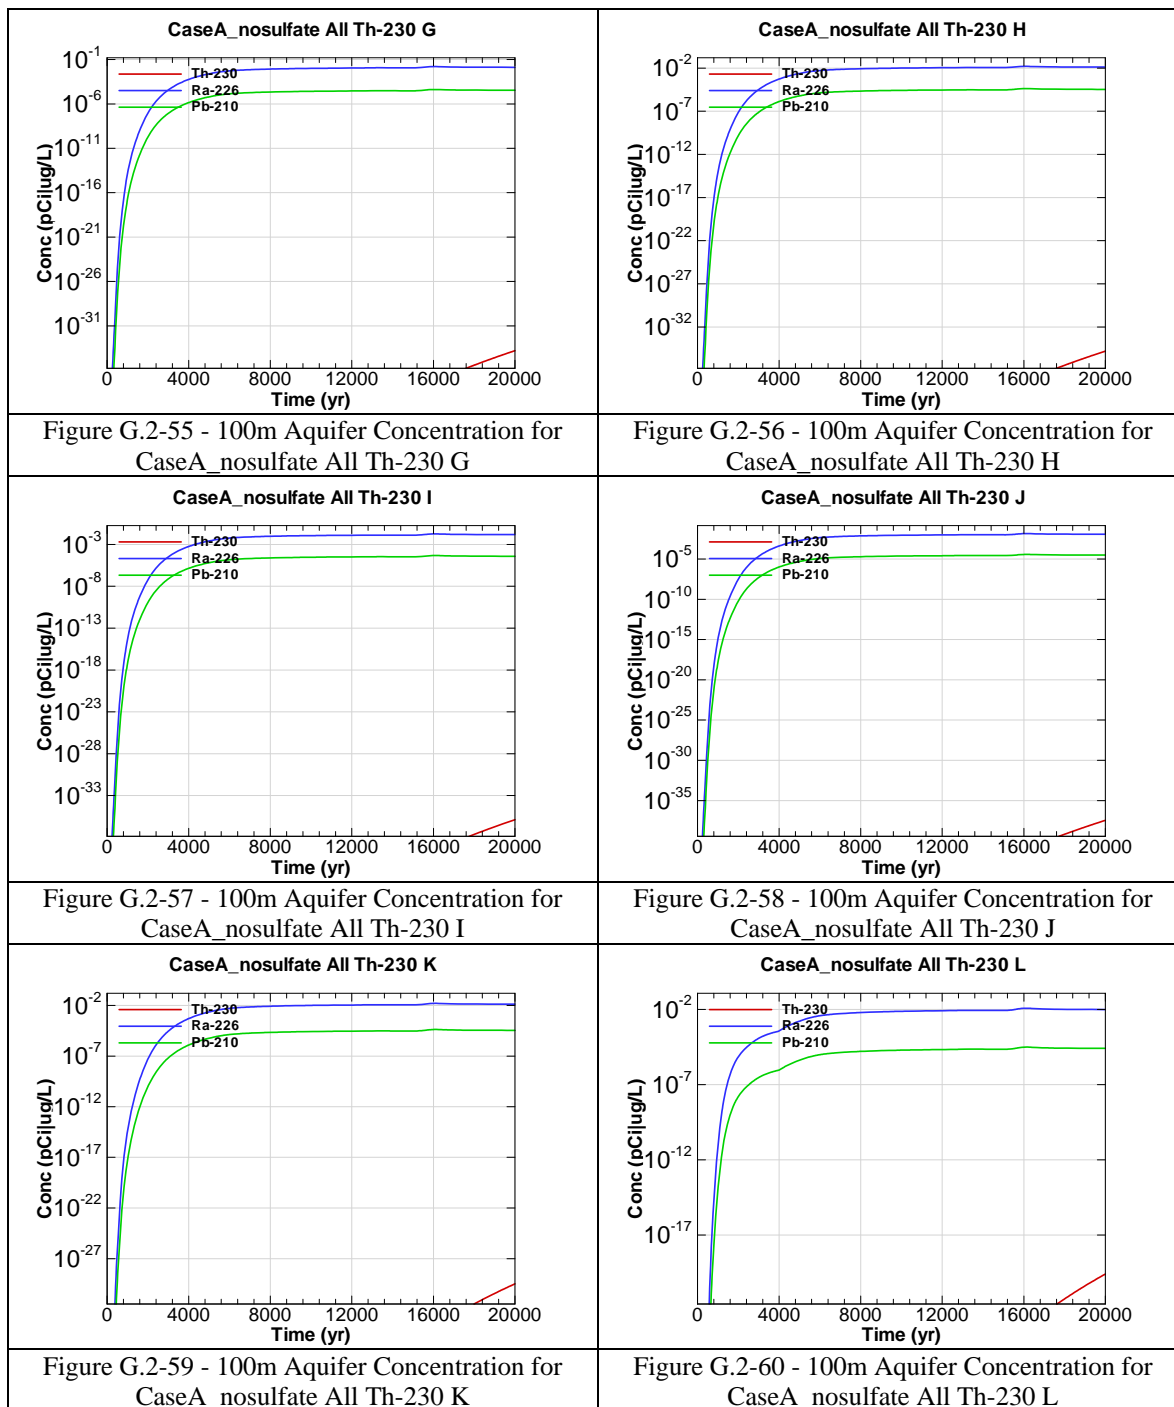 CaseA_nosulfate All Th-230 G
Conc (pCi|ug/L)
10-1
10-6
10-11
10-16
10-21
10-26
10-31
Th-230
Ra-226
Pb-210
0 4000 8000 12000 16000 20000
Time (yr)
Figure G.2-55 - 100m Aquifer Concentration for
CaseA_nosulfate All Th-230 G
CaseA_nosulfate All Th-230 H
Conc (pCi|ug/L)
10-2
10-7
10-12
10-17
10-22
10-27
10-32
Th-230
Ra-226
Pb-210
0 4000 8000 12000 16000 20000
Time (yr)
Figure G.2-56 - 100m Aquifer Concentration for
CaseA_nosulfate All Th-230 H
CaseA_nosulfate All Th-230 I
Conc (pCi|ug/L)
10-3
10-8
10-13
10-18
10-23
10-28
10-33
Th-230
Ra-226
Pb-210
0 4000 8000 12000 16000 20000
Time (yr)
Figure G.2-57 - 100m Aquifer Concentration for
CaseA_nosulfate All Th-230 I
CaseA_nosulfate All Th-230 J
Conc (pCi|ug/L)
10-5
10-10
10-15
10-20
10-25
10-30
10-35
Th-230
Ra-226
Pb-210
0 4000 8000 12000 16000 20000
Time (yr)
Figure G.2-58 - 100m Aquifer Concentration for
CaseA_nosulfate All Th-230 J
CaseA_nosulfate All Th-230 K
Conc (pCi|ug/L)
10-2
10-7
10-12
10-17
10-22
10-27
Th-230
Ra-226
Pb-210
0 4000 8000 12000 16000 20000
Time (yr)
Figure G.2-59 - 100m Aquifer Concentration for
CaseA_nosulfate All Th-230 K
CaseA_nosulfate All Th-230 L
Conc (pCi|ug/L)
10-2
10-7
10-12
10-17
Th-230
Ra-226
Pb-210
0 4000 8000 12000 16000 20000
Time (yr)
Figure G.2-60 - 100m Aquifer Concentration for
CaseA_nosulfate All Th-230 L